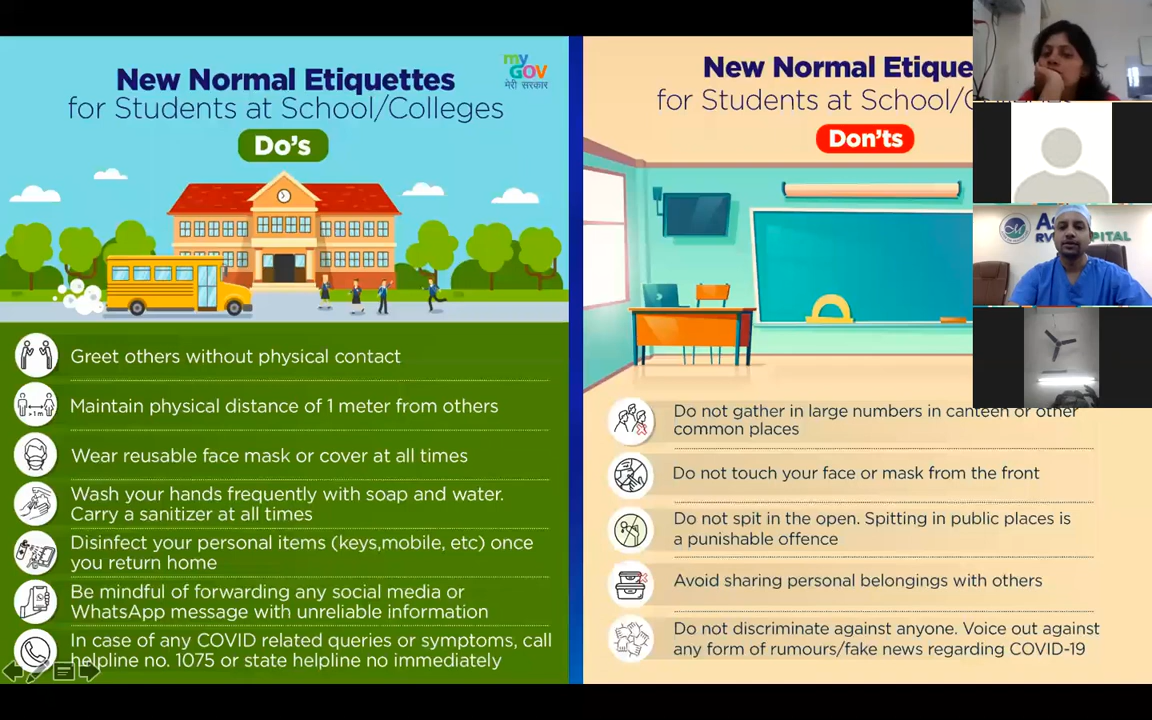 New Normal Etiquettes
for Students at School/Colleges
Do's
my
GOV
मेरी सरकार
Greet others without physical contact
>1m
Maintain physical distance of 1 meter from others
Wear reusable face mask or cover at all times
Wash your hands frequently with soap and water.
Carry a sanitizer at all times
Disinfect your personal items (keys,mobile, etc) once
you return home
Be mindful of forwarding any social media or
WhatsApp message with unreliable information
In case of any COVID related queries or symptoms, call
helpline no. 1075 or state helpline no immediately
New Normal Etique
for Students at School/
Don'ts
Do not gather in large numbers in canteen or other
common places
Do not touch your face or mask from the front
Do not spit in the open. Spitting in public places is
a punishable offence
Avoid sharing personal belongings with others
Do not discriminate against anyone. Voice out against
any form of rumours/fake news regarding COVID-19
RV
PITAL